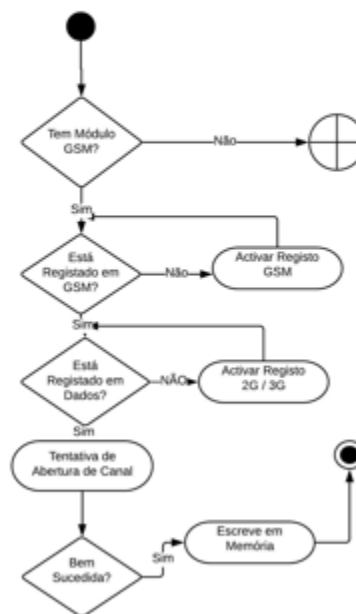 Tem Módulo
GSM?
Não
Sim
Está
Registado em
GSM?
Não
Activar Registo
GSM
Sim
Está
Registado em
Dados?
NÃO
Activar Registo
2G / 3G
Sim
Tentativa de
Abertura de Canal
Bem
Sucedida?
Sim
Escreve em
Memória